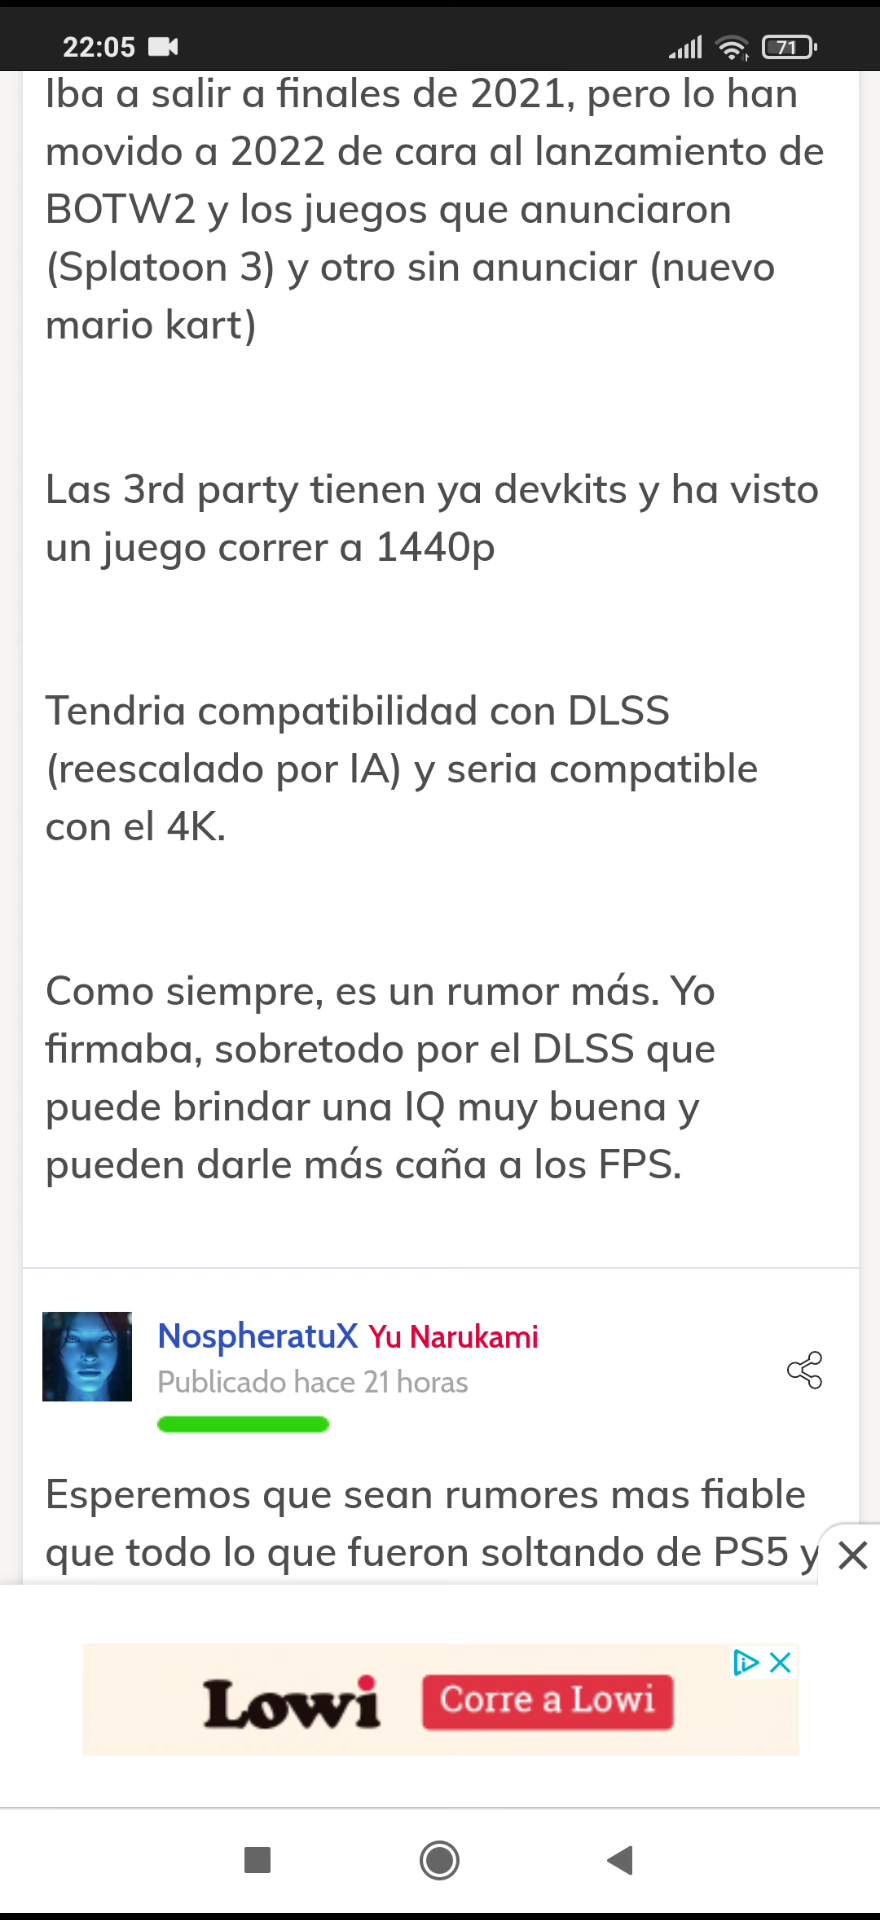 22:05
71
Iba a salir a finales de 2021, pero lo han
movido a 2022 de cara al lanzamiento de
BOTW2 y los juegos que anunciaron
(Splatoon 3) y otro sin anunciar (nuevo
mario kart)
Las 3rd party tienen ya devkits y ha visto
un juego correr a 1440p
Tendria compatibilidad con DLSS
(reescalado por IA) y seria compatible
con el 4K.
Como siempre, es un rumor más. Yo
firmaba, sobretodo por el DLSS que
puede brindar una IQ muy buena y
pueden darle más caña a los FPS.
NospheratuX Yu Narukami
Publicado hace 21 horas
Esperemos que sean rumores mas fiable
que todo lo que fueron soltando de PS5 y
Lowi
Corre a Lowi